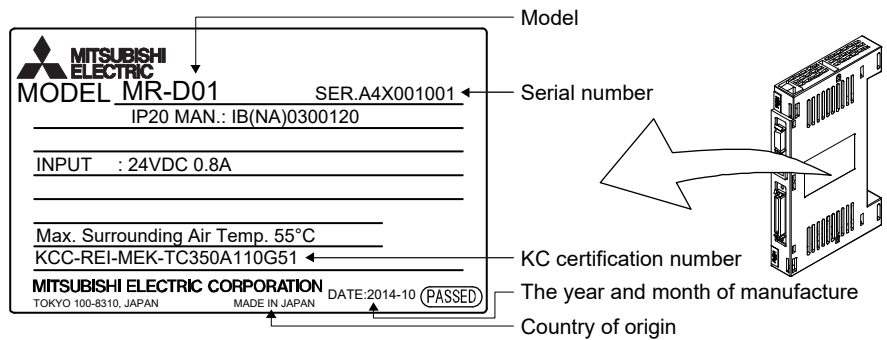 Model
MITSUBISHI
ELECTRIC
MODEL MR-D01 SER.A4X001001 Serial number
IP20 MAN.: IB(NA)0300120
INPUT : 24VDC 0.8A
Max. Surrounding Air Temp. 55°C
KCC-REI-MEK-TC350A110G51 KC certification number
MITSUBISHI ELECTRIC CORPORATION
TOKYO 100-8310, JAPAN MADE IN JAPAN DATE:2014-10 PASSED The year and month of manufacture
Country of origin